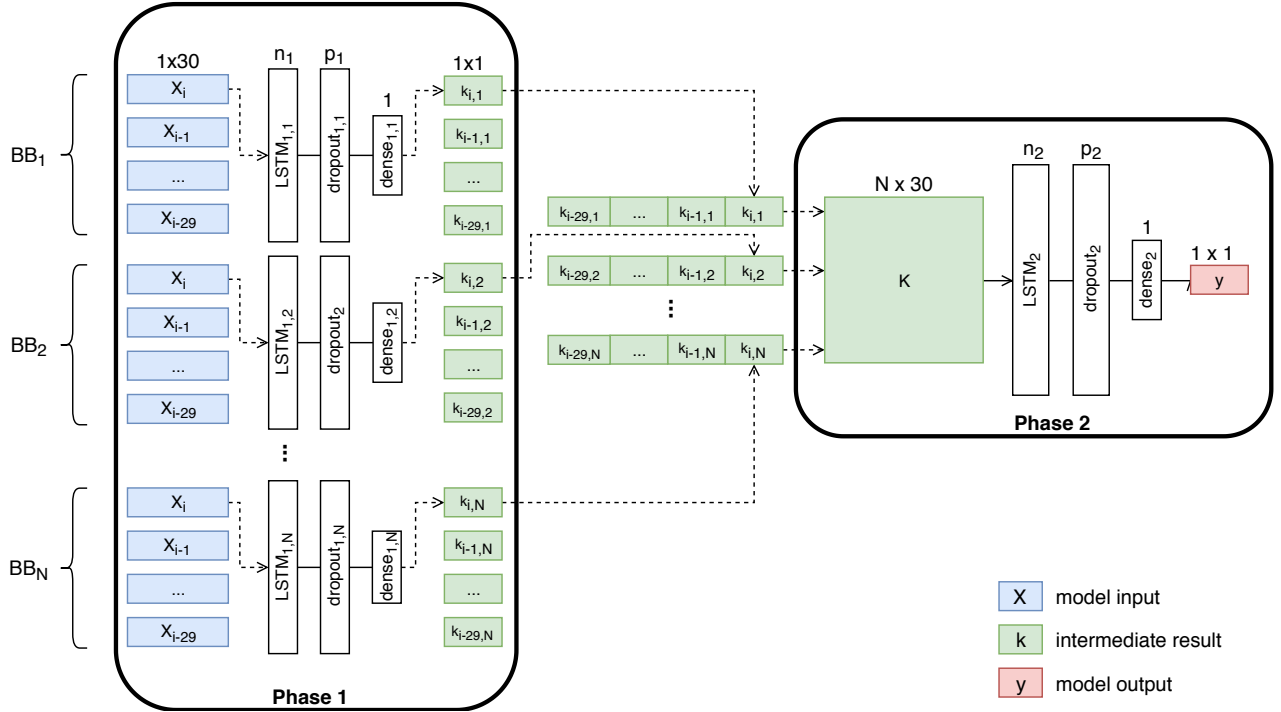 1x30 n1 p1 1x1
1
BB1
Xi
Xi-1
...
Xi-29
LSTM1,1
dropout1,1
dense1,1
ki,1
ki-1,1
...
ki-29,1
BB2
Xi
Xi-1
...
Xi-29
LSTM1,2
dropout2
dense1,2
ki,2
ki-1,2
...
ki-29,2
...
BBN
Xi
Xi-1
...
Xi-29
LSTM1,N
dropout1,N
dense1,N
ki,N
ki-1,N
...
ki-29,N
Phase 1
ki-29,1 ... ki-1,1 ki,1
ki-29,2 ... ki-1,2 ki,2
...
ki-29,N ... ki-1,N ki,N
N x 30
K
n2
LSTM2
p2
dropout2
1
dense2
1 x 1
y
Phase 2
X model input
k intermediate result
y model output